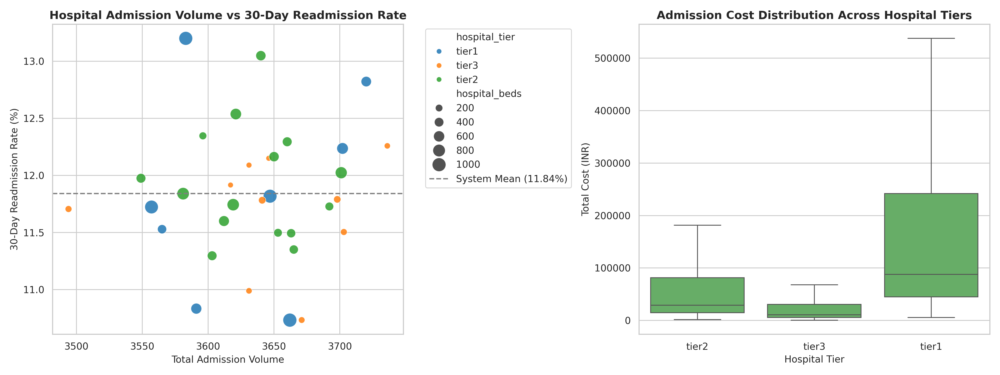 Hospital Admission Volume vs 30-Day Readmission Rate
30-Day Readmission Rate (%)
13.0
12.5
12.0
11.5
11.0
3500 3550 3600 3650 3700
Total Admission Volume
hospital_tier
tier1
tier3
tier2
hospital_beds
200
400
600
800
1000
System Mean (11.84%)
Admission Cost Distribution Across Hospital Tiers
Total Cost (INR)
500000
400000
300000
200000
100000
0
tier2 tier3 tier1
Hospital Tier